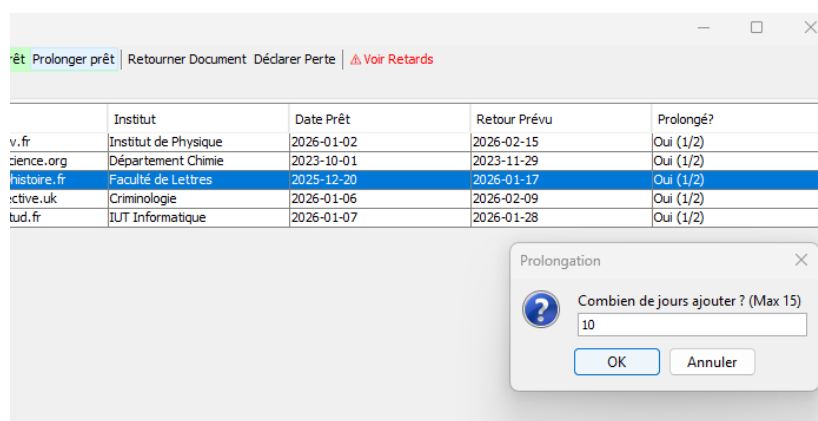 rêt Prolonger prêt Retourner Document Déclarer Perte ⚠ Voir Retards
Institut Date Prêt Retour Prévu Prolongé?
v.fr Institut de Physique 2026-01-02 2026-02-15 Oui (1/2)
cience.org Département Chimie 2023-10-01 2023-11-29 Oui (1/2)
histoire.fr Faculté de Lettres 2025-12-20 2026-01-17 Oui (1/2)
ective.uk Criminologie 2026-01-06 2026-02-09 Oui (1/2)
tud.fr IUT Informatique 2026-01-07 2026-01-28 Oui (1/2)
Prolongation
Combien de jours ajouter ? (Max 15)
10
OK Annuler